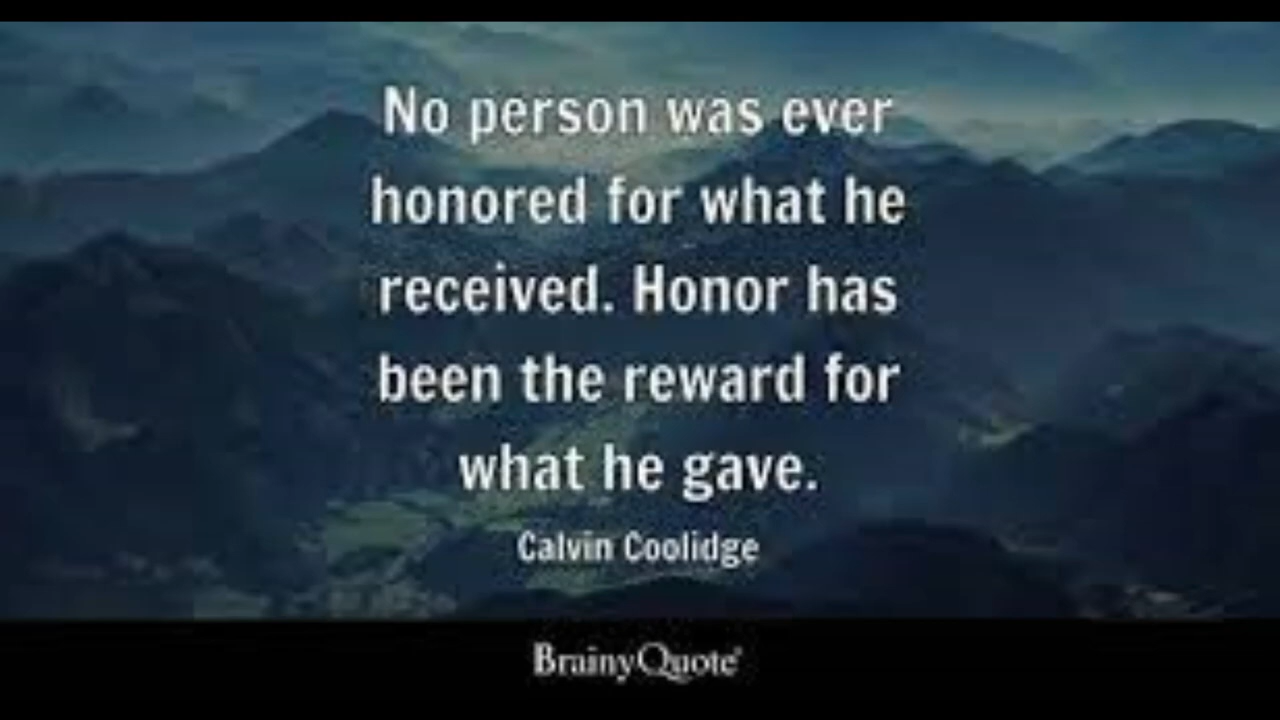 No person was ever
honored for what he
received. Honor has
been the reward for
what he gave.
Calvin Coolidge
BrainyQuote®